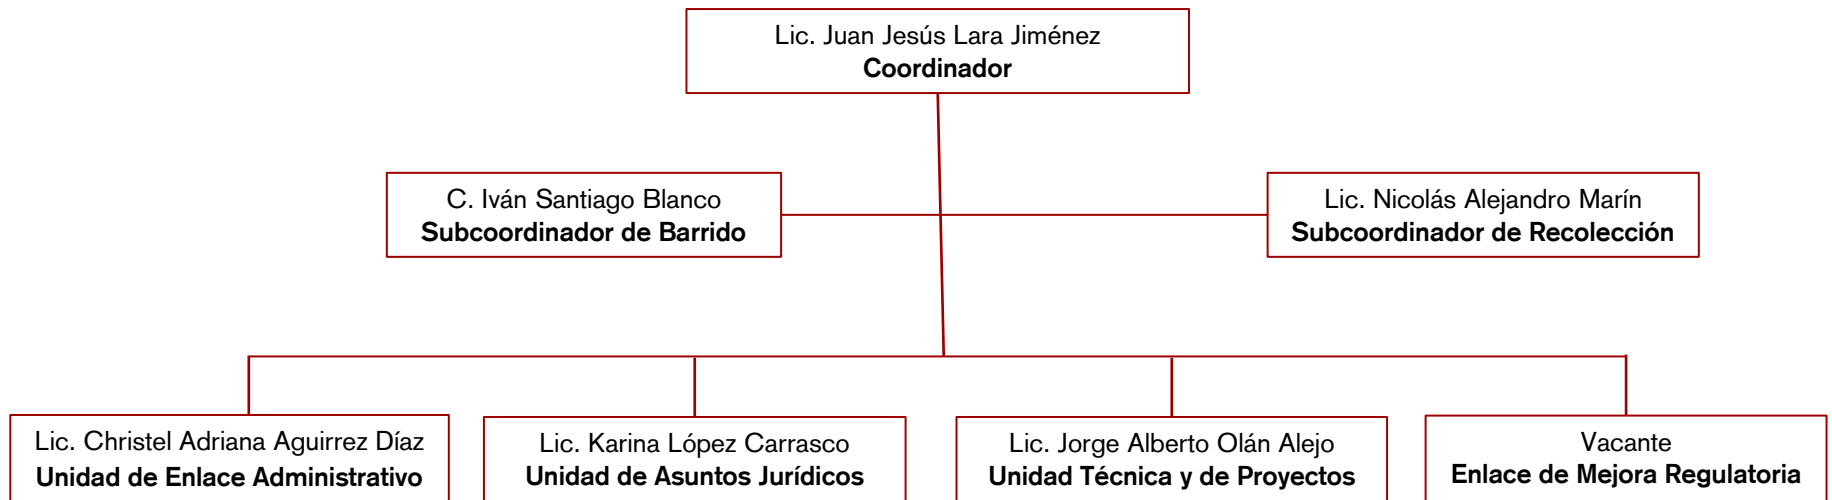 Lic. Juan Jesús Lara Jiménez
Coordinador
C. Iván Santiago Blanco
Subcoordinador de Barrido
Lic. Nicolás Alejandro Marín
Subcoordinador de Recolección
Lic. Christel Adriana Aguirrez Díaz
Unidad de Enlace Administrativo
Lic. Karina López Carrasco
Unidad de Asuntos Jurídicos
Lic. Jorge Alberto Olán Alejo
Unidad Técnica y de Proyectos
Vacante
Enlace de Mejora Regulatoria